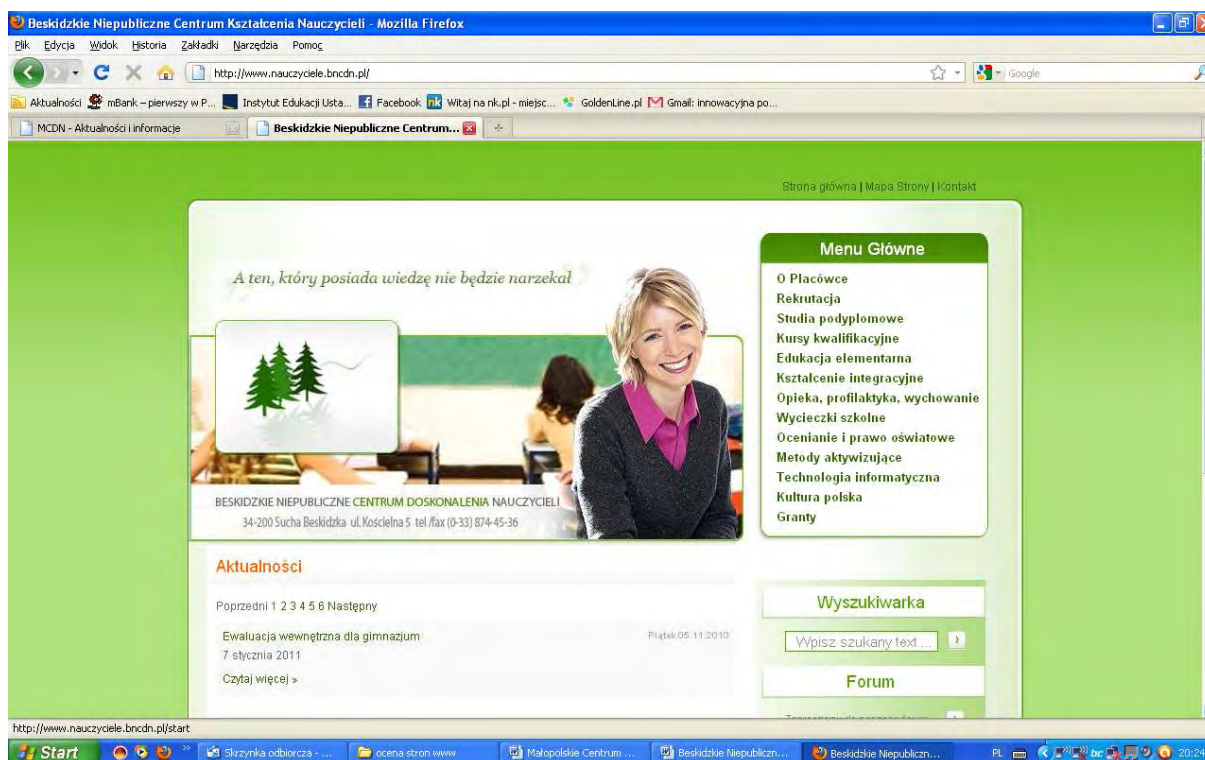 Beskidzkie Niepubliczne Centrum Kształcenia Nauczycieli - Mozilla Firefox
Plik Edycja Widok Historia Zakładki Narzędzia Pomoc
http://www.nauczyciele.bncdn.pl/
Google
Aktualności mBank – pierwszy w P... Instytut Edukacji Usta... Facebook Witaj na nk.pl - miejsc... GoldenLine.pl Gmail: innowacyjna po...
MCDN - Aktualności i informacje Beskidzkie Niepubliczne Centrum...
Strona główna | Mapa Strony | Kontakt
A ten, który posiada wiedzę nie będzie narzekał
BESKIDZKIE NIEPUBLICZNE CENTRUM DOSKONALENIA NAUCZYCIELI
34-200 Sucha Beskidzka ul. Koscielna 5 tel /fax (0-33) 874-45-36
Menu Główne
O Placówce
Rekrutacja
Studia podyplomowe
Kursy kwalifikacyjne
Edukacja elementarna
Kształcenie integracyjne
Opieka, profilaktyka, wychowanie
Wycieczki szkolne
Ocenianie i prawo oświatowe
Metody aktywizujące
Technologia informatyczna
Kultura polska
Granty
Aktualności
Poprzedni 1 2 3 4 5 6 Następny
Ewaluacja wewnętrzna dla gimnazjum
Piątek 05.11.2010
7 stycznia 2011
Czytaj więcej »
Wyszukiwarka
Wpisz szukany text ...
Forum
http://www.nauczyciele.bncdn.pl/start
Start
Skrzynka odbiorcza - ...
ocena stron www
Małopolskie Centrum ...
Beskidzkie Niepubliczn...
Beskidzkie Niepubliczn...
PL
20:24